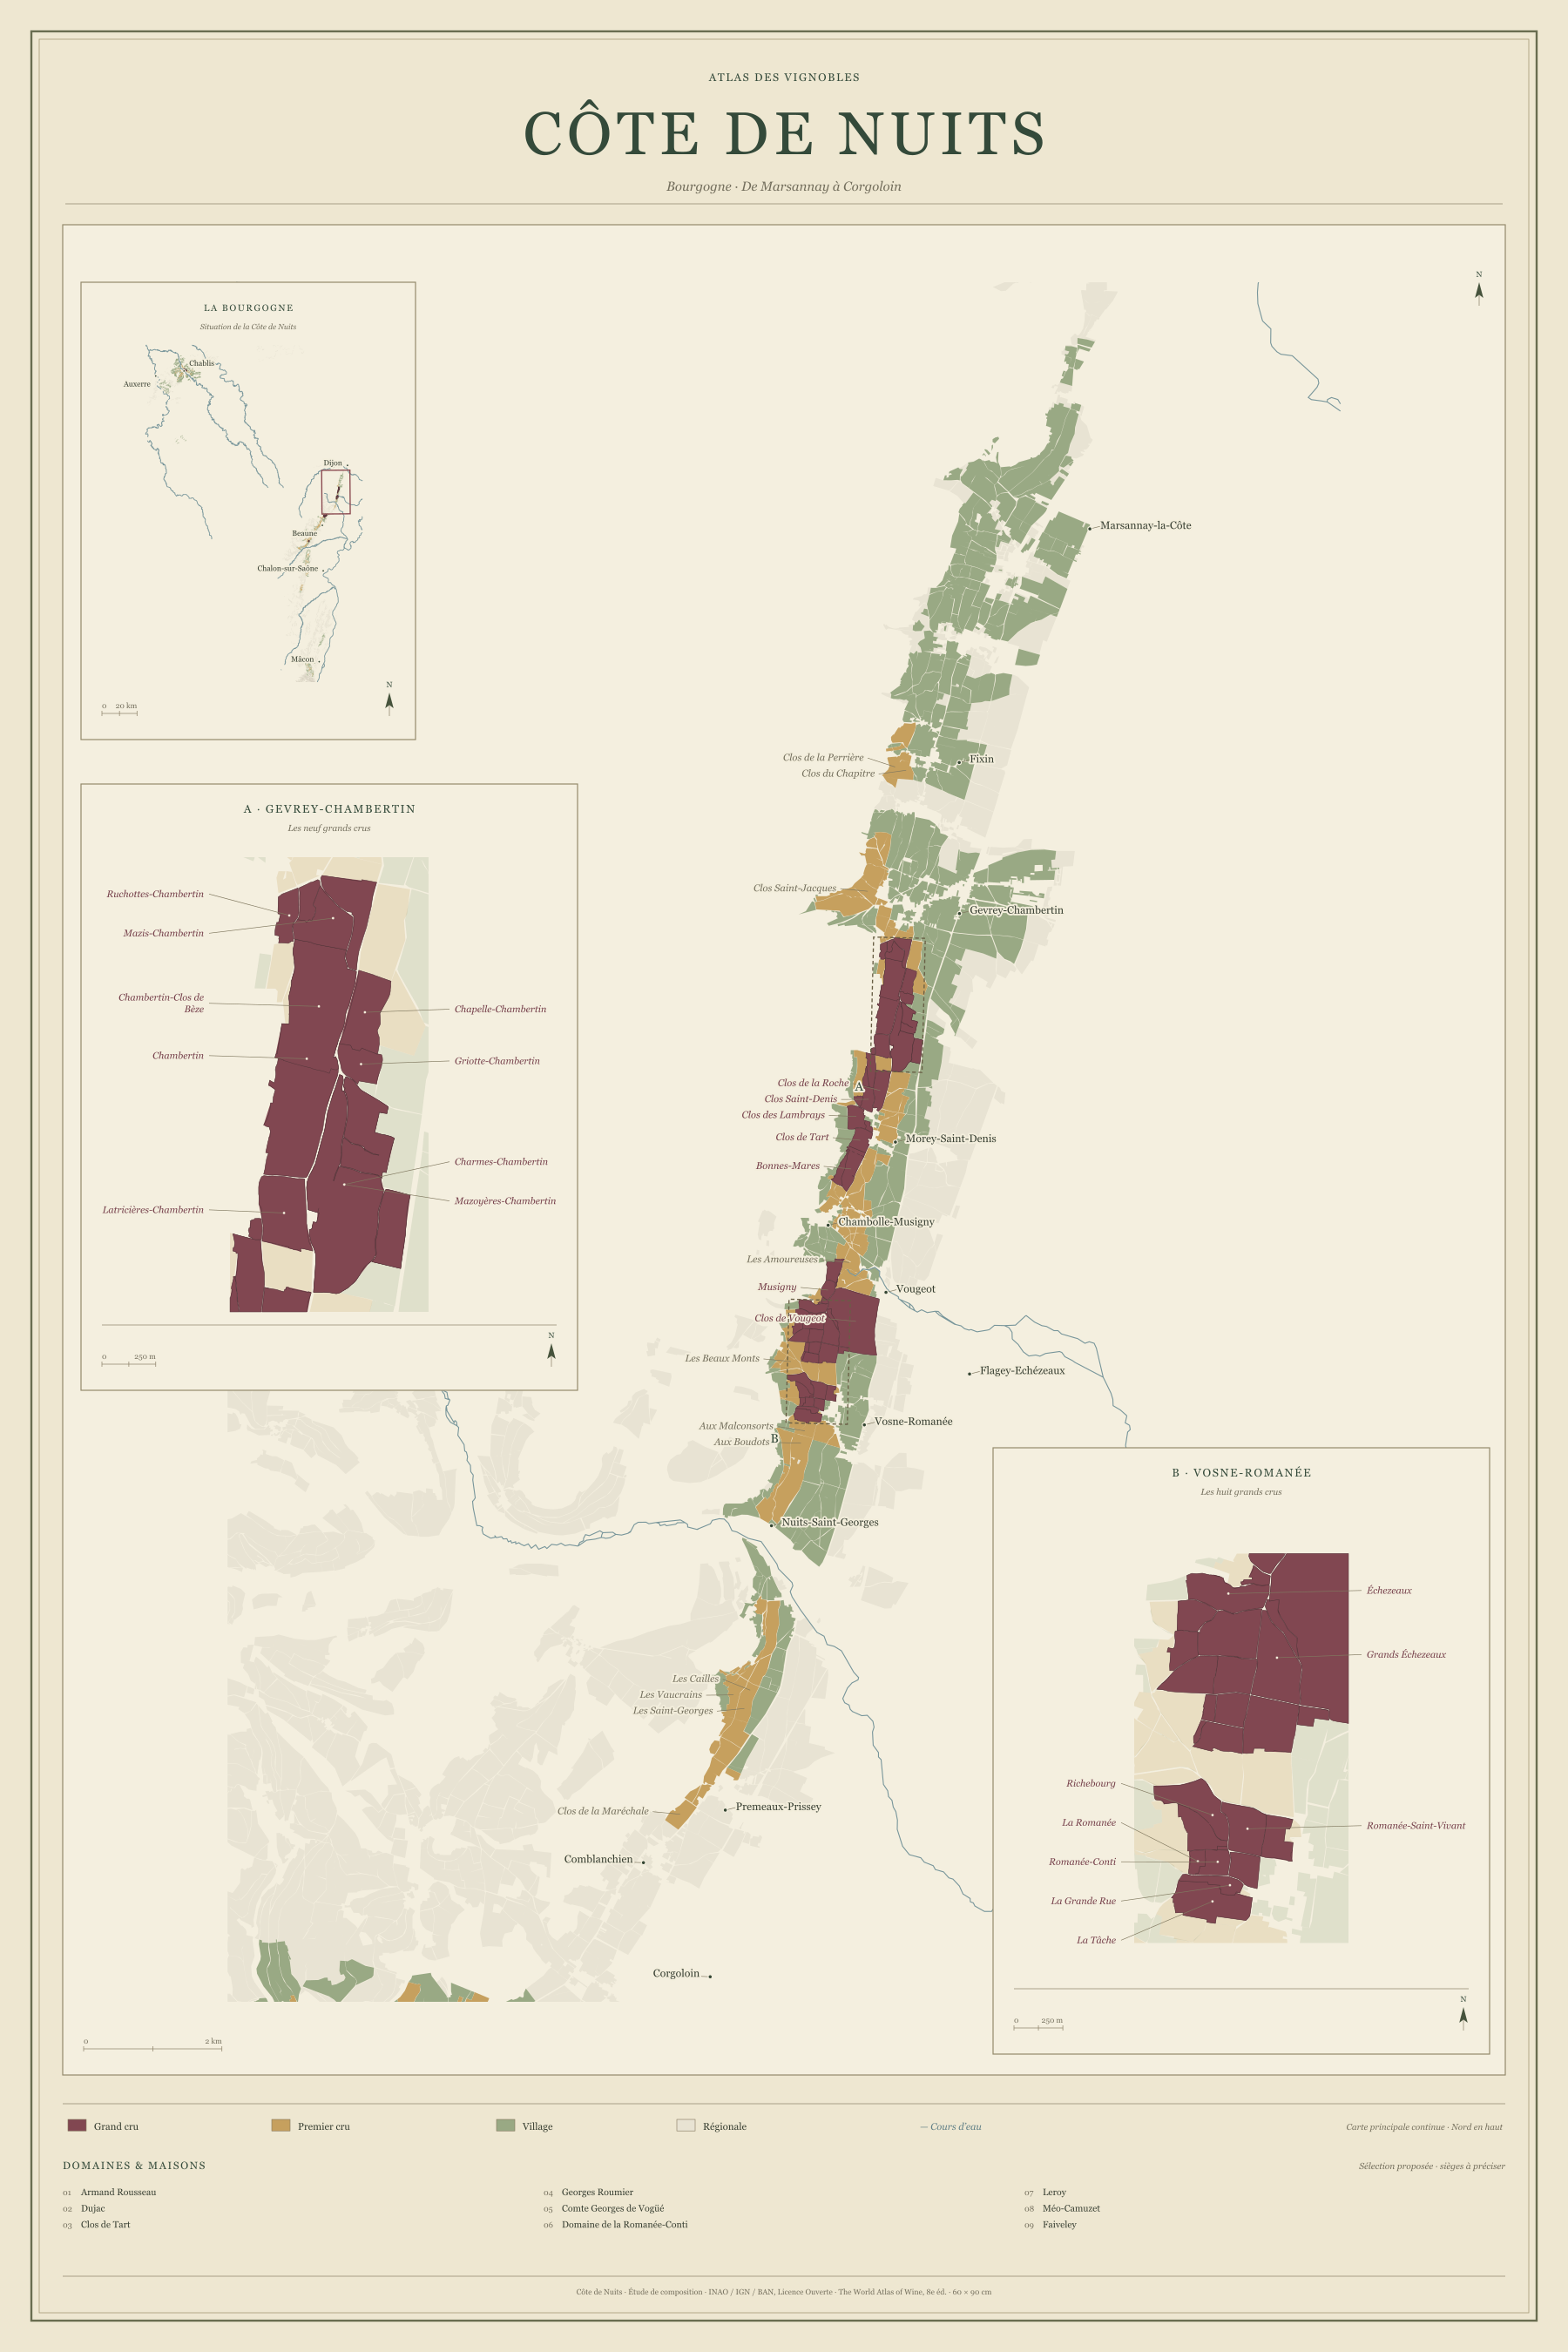 ATLAS DES VIGNOBLES
CÔTE DE NUITS
Bourgogne · De Marsannay à Corgoloin
N
LA BOURGOGNE
Situation de la Côte de Nuits
Chablis
Auxerre
Dijon
Beaune
Chalon-sur-Saône
Mâcon
N
0 20 km
Marsannay-la-Côte
Clos de la Perrière
Fixin
Clos du Chapitre
A · GEVREY-CHAMBERTIN
Les neuf grands crus
Ruchottes-Chambertin
Mazis-Chambertin
Chambertin-Clos de
Bèze
Chapelle-Chambertin
Chambertin
Griotte-Chambertin
Charmes-Chambertin
Mazoyères-Chambertin
Latricières-Chambertin
N
0 250 m
Clos Saint-Jacques
Gevrey-Chambertin
Clos de la Roche
A
Clos Saint-Denis
Clos des Lambrays
Clos de Tart
Morey-Saint-Denis
Bonnes-Mares
Chambolle-Musigny
Les Amoureuses
Musigny
Vougeot
Clos de Vougeot
Les Beaux Monts
Flagey-Echézeaux
Vosne-Romanée
Aux Malconsorts
B
Aux Boudots
Nuits-Saint-Georges
Les Cailles
Les Vaucrains
Les Saint-Georges
Premeaux-Prissey
Clos de la Maréchale
Comblanchien
Corgoloin
B · VOSNE-ROMANÉE
Les huit grands crus
Échezeaux
Grands Échezeaux
Richebourg
La Romanée
Romanée-Saint-Vivant
Romanée-Conti
La Grande Rue
La Tâche
N
0 250 m
0 2 km
Grand cru
Premier cru
Village
Régionale
— Cours d'eau
Carte principale continue · Nord en haut
DOMAINES & MAISONS
Sélection proposée · sièges à préciser
01 Armand Rousseau
02 Dujac
03 Clos de Tart
04 Georges Roumier
05 Comte Georges de Vogüé
06 Domaine de la Romanée-Conti
07 Leroy
08 Méo-Camuzet
09 Faiveley
Côte de Nuits · Étude de composition · INAO / IGN / BAN, Licence Ouverte · The World Atlas of Wine, 8e éd. · 60 × 90 cm